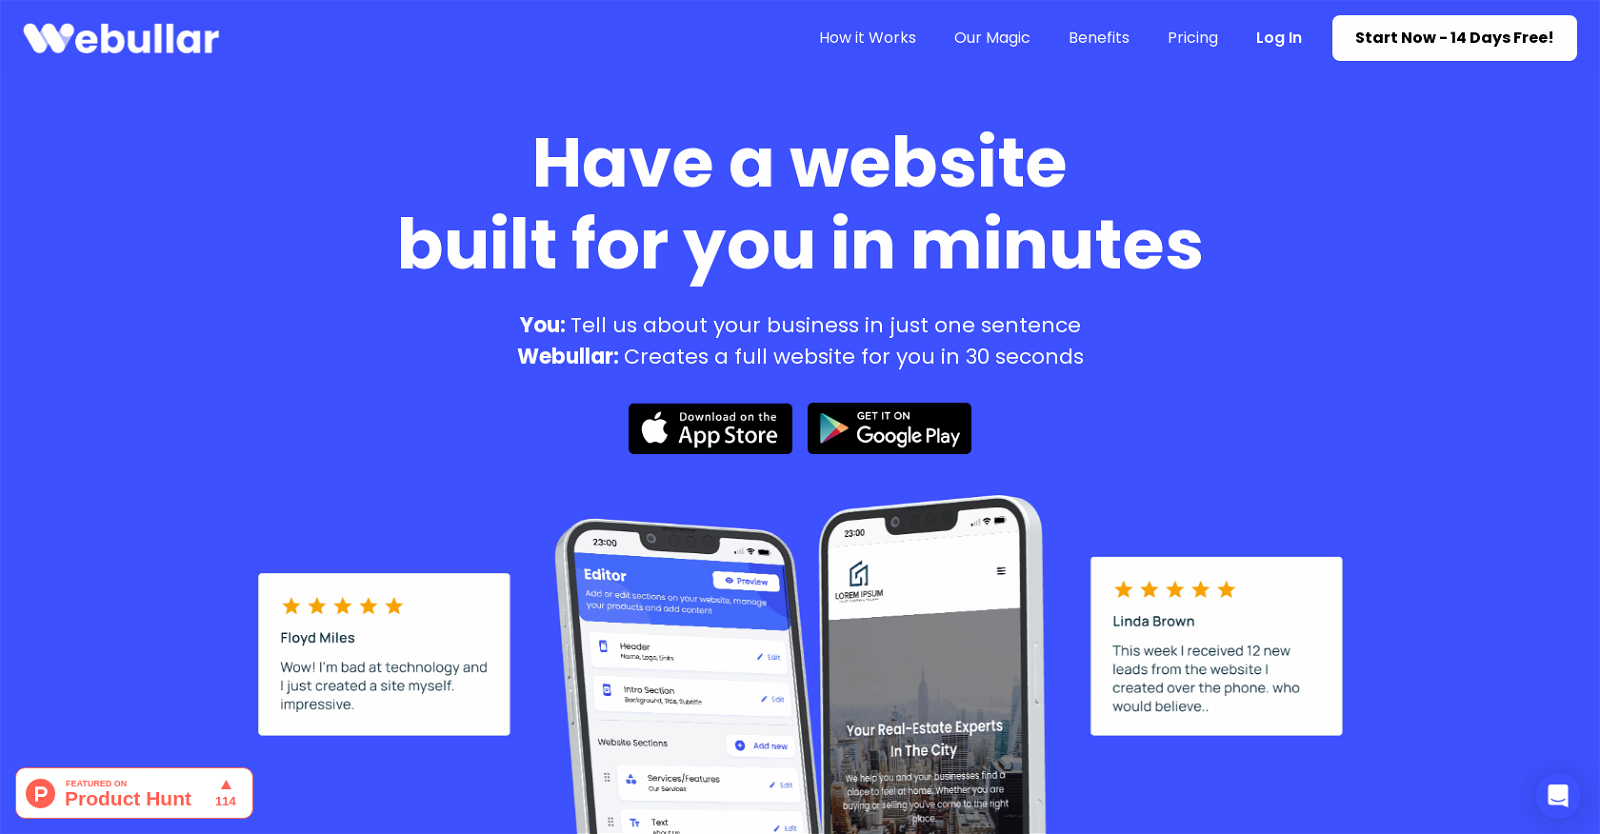 Webullar
How it Works
Our Magic
Benefits
Pricing
Log In
Start Now - 14 Days Free!
Have a website
built for you in minutes
You: Tell us about your business in just one sentence
Webullar: Creates a full website for you in 30 seconds
Download on the
App Store
GET IT ON
Google Play
Floyd Miles
Wow! I'm bad at technology and
I just created a site myself.
impressive.
23:00
Editor
Preview
Add or edit sections on your website, manage
your products and add content
Header
Name, Logo, Links
Edit
Intro Section
Background, Title, Subtitle
Edit
Website Sections
Add new
Services/Features
Our Services
Edit
Text
About us
Edit
23:00
LOREM IPSUM
Your Real-Estate Experts
In The City
We help you and your businesses find a
place to feel at home. Whether you are
buying or selling you've come to the right
place.
Linda Brown
This week I received 12 new
leads from the website I
created over the phone. who
would believe..
FEATURED ON
Product Hunt
114